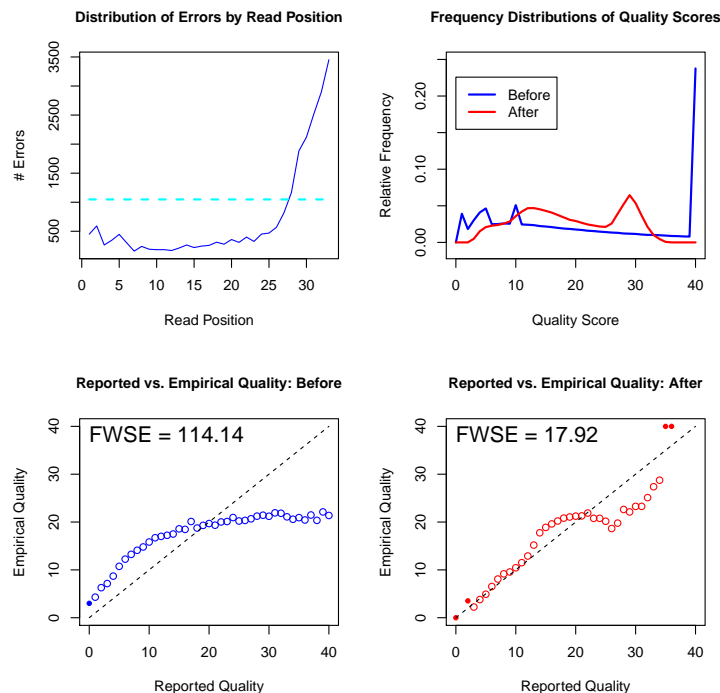 Distribution of Errors by Read Position
# Errors
3500
1500
500
0 5 10 15 20 25 30
Read Position
Frequency Distributions of Quality Scores
Relative Frequency
0.20
0.10
0.00
Before
After
0 10 20 30 40
Quality Score
Reported vs. Empirical Quality: Before
FWSE = 114.14
Empirical Quality
40
30
20
10
0
0 10 20 30 40
Reported Quality
Reported vs. Empirical Quality: After
FWSE = 17.92
Empirical Quality
40
30
20
10
0
0 10 20 30 40
Reported Quality